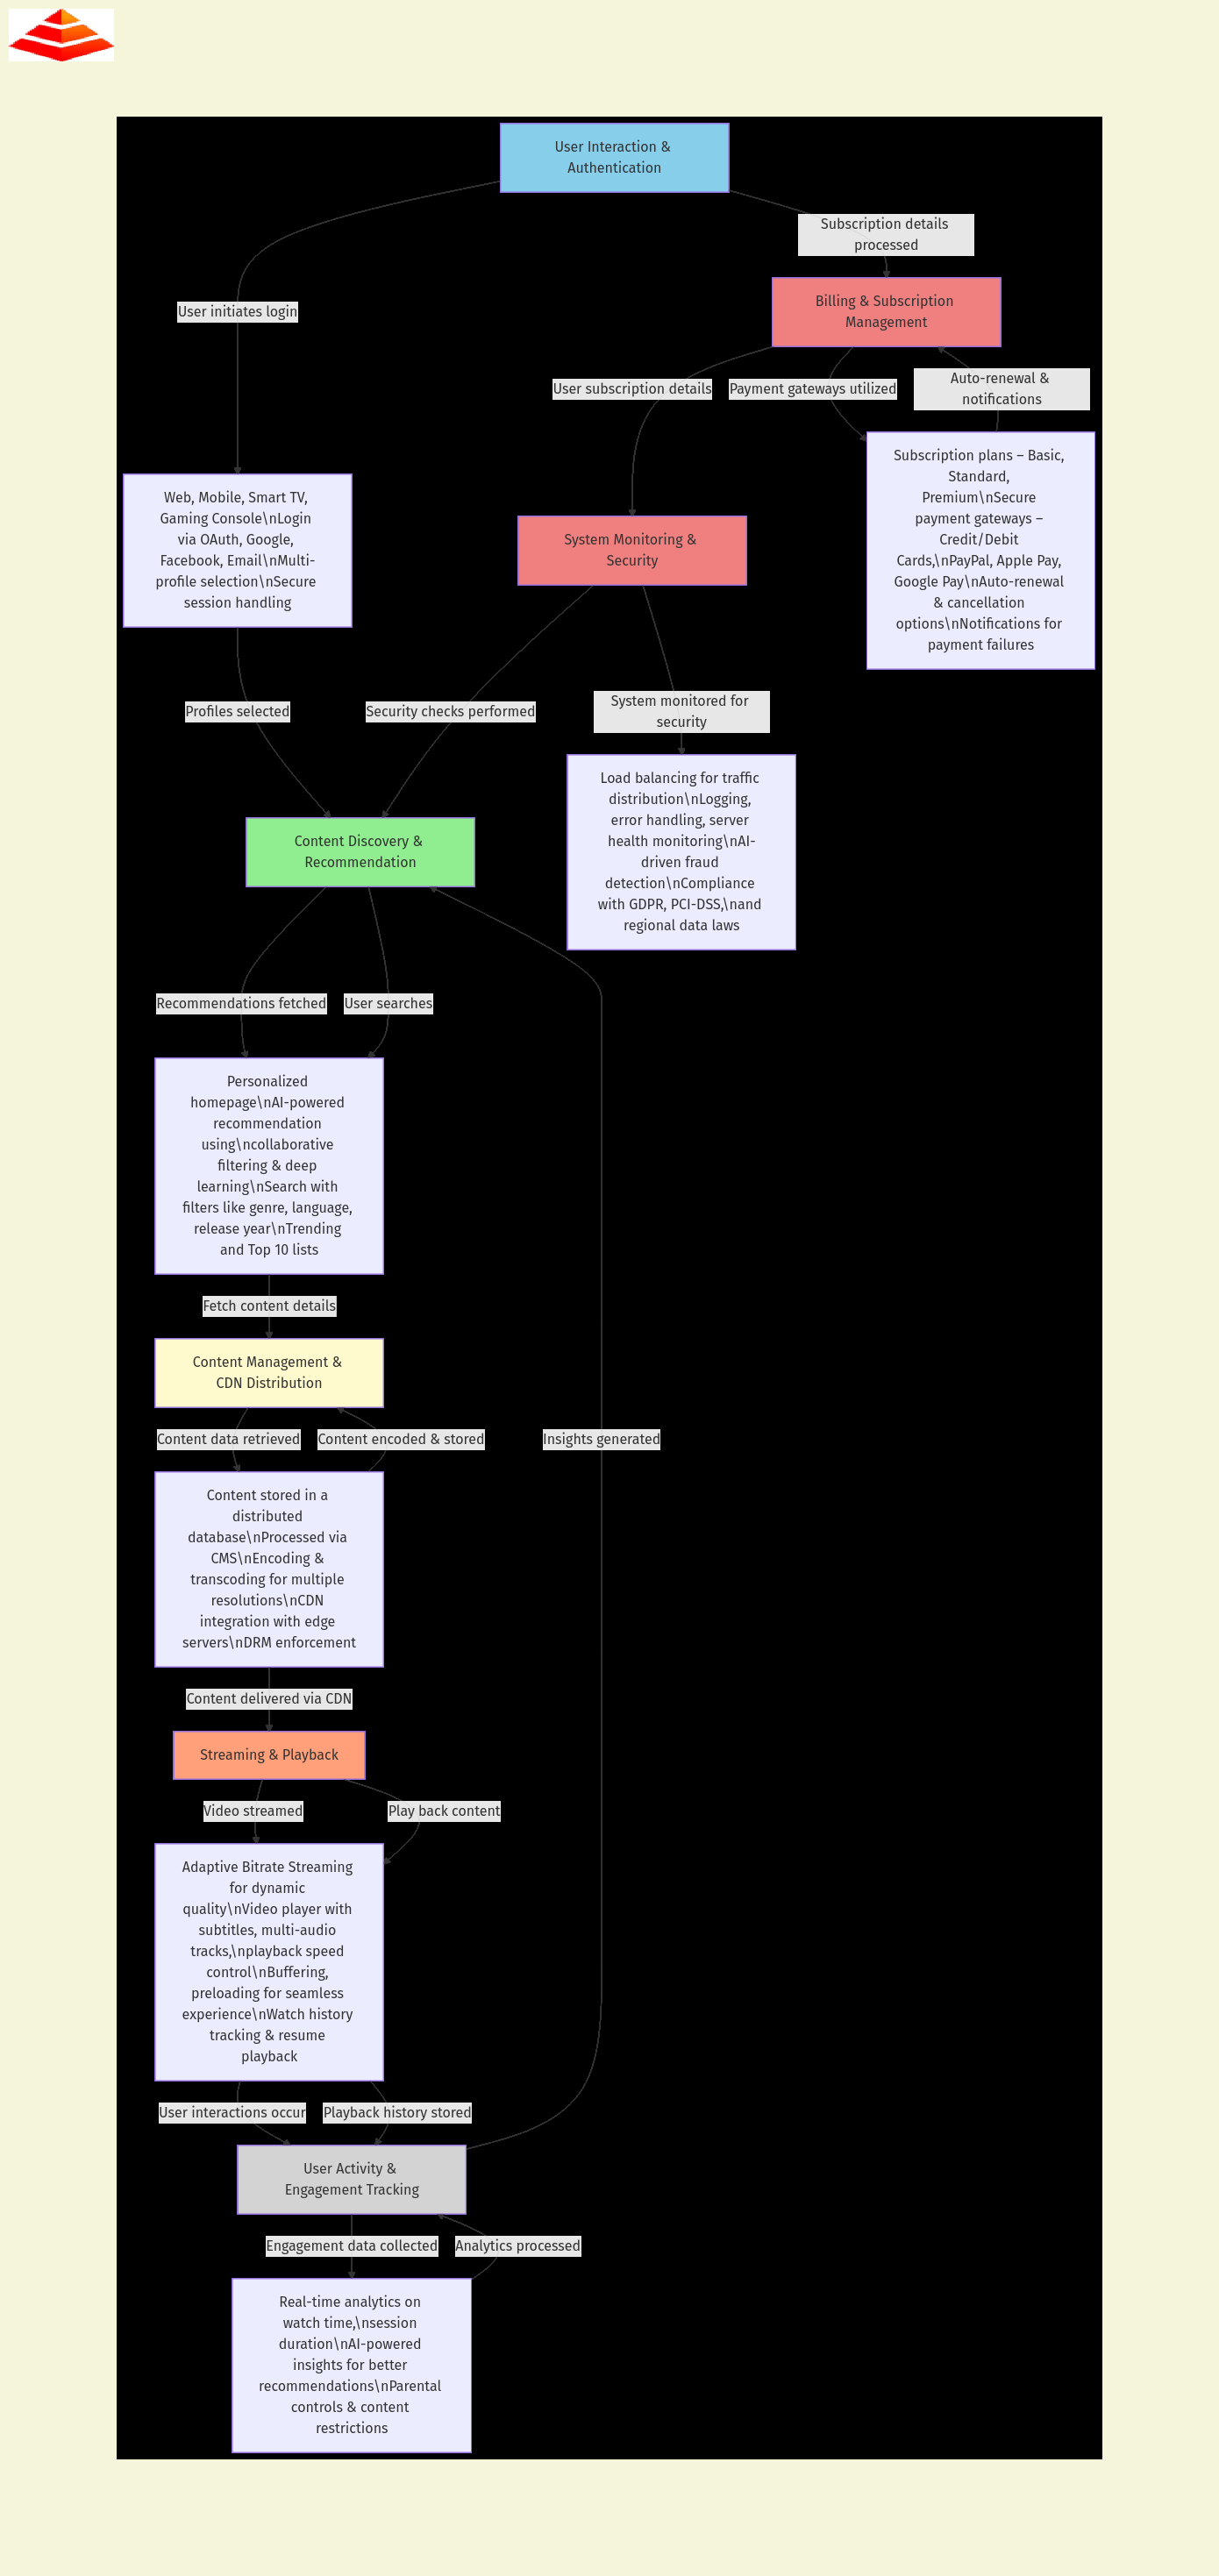 User Interaction &
Authentication
Subscription details
processed
User initiates login
Billing & Subscription
Management
User subscription details
Payment gateways utilized
Auto-renewal &
notifications
Web, Mobile, Smart TV,
Gaming Console\nLogin
via OAuth, Google,
Facebook, Email\nMulti-
profile selection\nSecure
session handling
System Monitoring &
Security
Subscription plans – Basic,
Standard,
Premium\nSecure
payment gateways –
Credit/Debit
Cards,\nPayPal, Apple Pay,
Google Pay\nAuto-renewal
& cancellation
options\nNotifications for
payment failures
Profiles selected
Security checks performed
System monitored for
security
Load balancing for traffic
distribution\nLogging,
error handling, server
health monitoring\nAI-
driven fraud
detection\nCompliance
with GDPR, PCI-DSS,\nand
regional data laws
Content Discovery &
Recommendation
Recommendations fetched
User searches
Personalized
homepage\nAI-powered
recommendation
using\ncollaborative
filtering & deep
learning\nSearch with
filters like genre, language,
release year\nTrending
and Top 10 lists
Fetch content details
Content Management &
CDN Distribution
Content data retrieved
Content encoded & stored
Insights generated
Content stored in a
distributed
database\nProcessed via
CMS\nEncoding &
transcoding for multiple
resolutions\nCDN
integration with edge
servers\nDRM enforcement
Content delivered via CDN
Streaming & Playback
Video streamed
Play back content
Adaptive Bitrate Streaming
for dynamic
quality\nVideo player with
subtitles, multi-audio
tracks,\nplayback speed
control\nBuffering,
preloading for seamless
experience\nWatch history
tracking & resume
playback
User interactions occur
Playback history stored
User Activity &
Engagement Tracking
Engagement data collected
Analytics processed
Real-time analytics on
watch time,\nsession
duration\nAI-powered
insights for better
recommendations\nParental
controls & content
restrictions